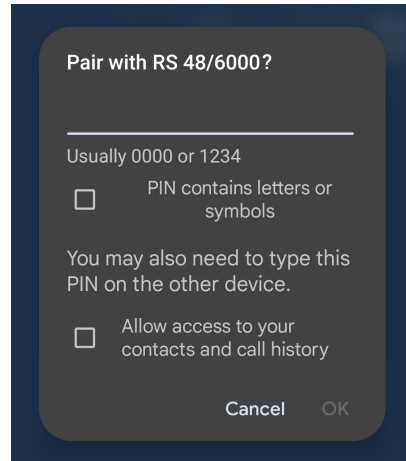 Pair with RS 48/6000?
Usually 0000 or 1234
PIN contains letters or
symbols
You may also need to type this
PIN on the other device.
Allow access to your
contacts and call history
Cancel OK